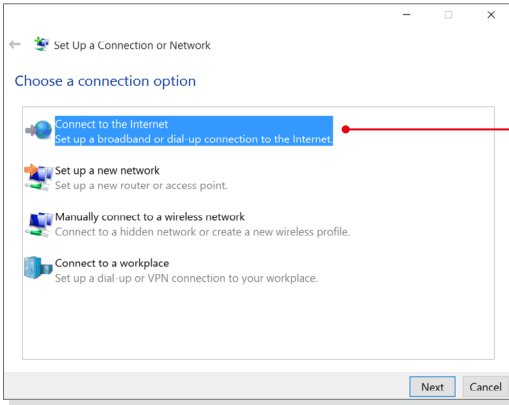 Set Up a Connection or Network
Choose a connection option
Connect to the Internet
Set up a broadband or dial-up connection to the Internet.
Set up a new network
Set up a new router or access point.
Manually connect to a wireless network
Connect to a hidden network or create a new wireless profile.
Connect to a workplace
Set up a dial-up or VPN connection to your workplace.
Next Cancel